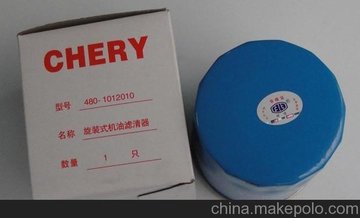 CHERY
型号 480-1012010
名称 旋装式机油滤清器
数量 1 只
china.makepolo.com